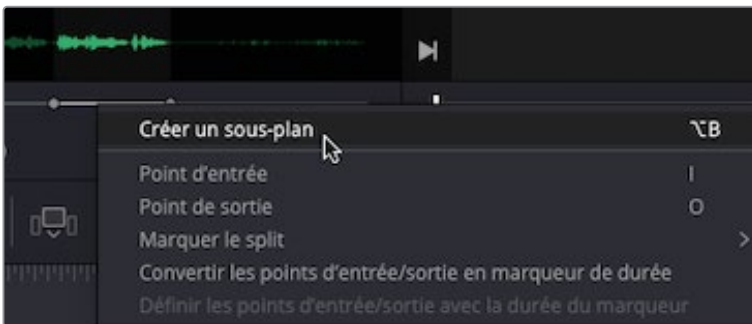 Créer un sous-plan ⌥B
Point d'entrée I
Point de sortie O
Marquer le split >
Convertir les points d'entrée/sortie en marqueur de durée
Définir les points d'entrée/sortie avec la durée du marqueur